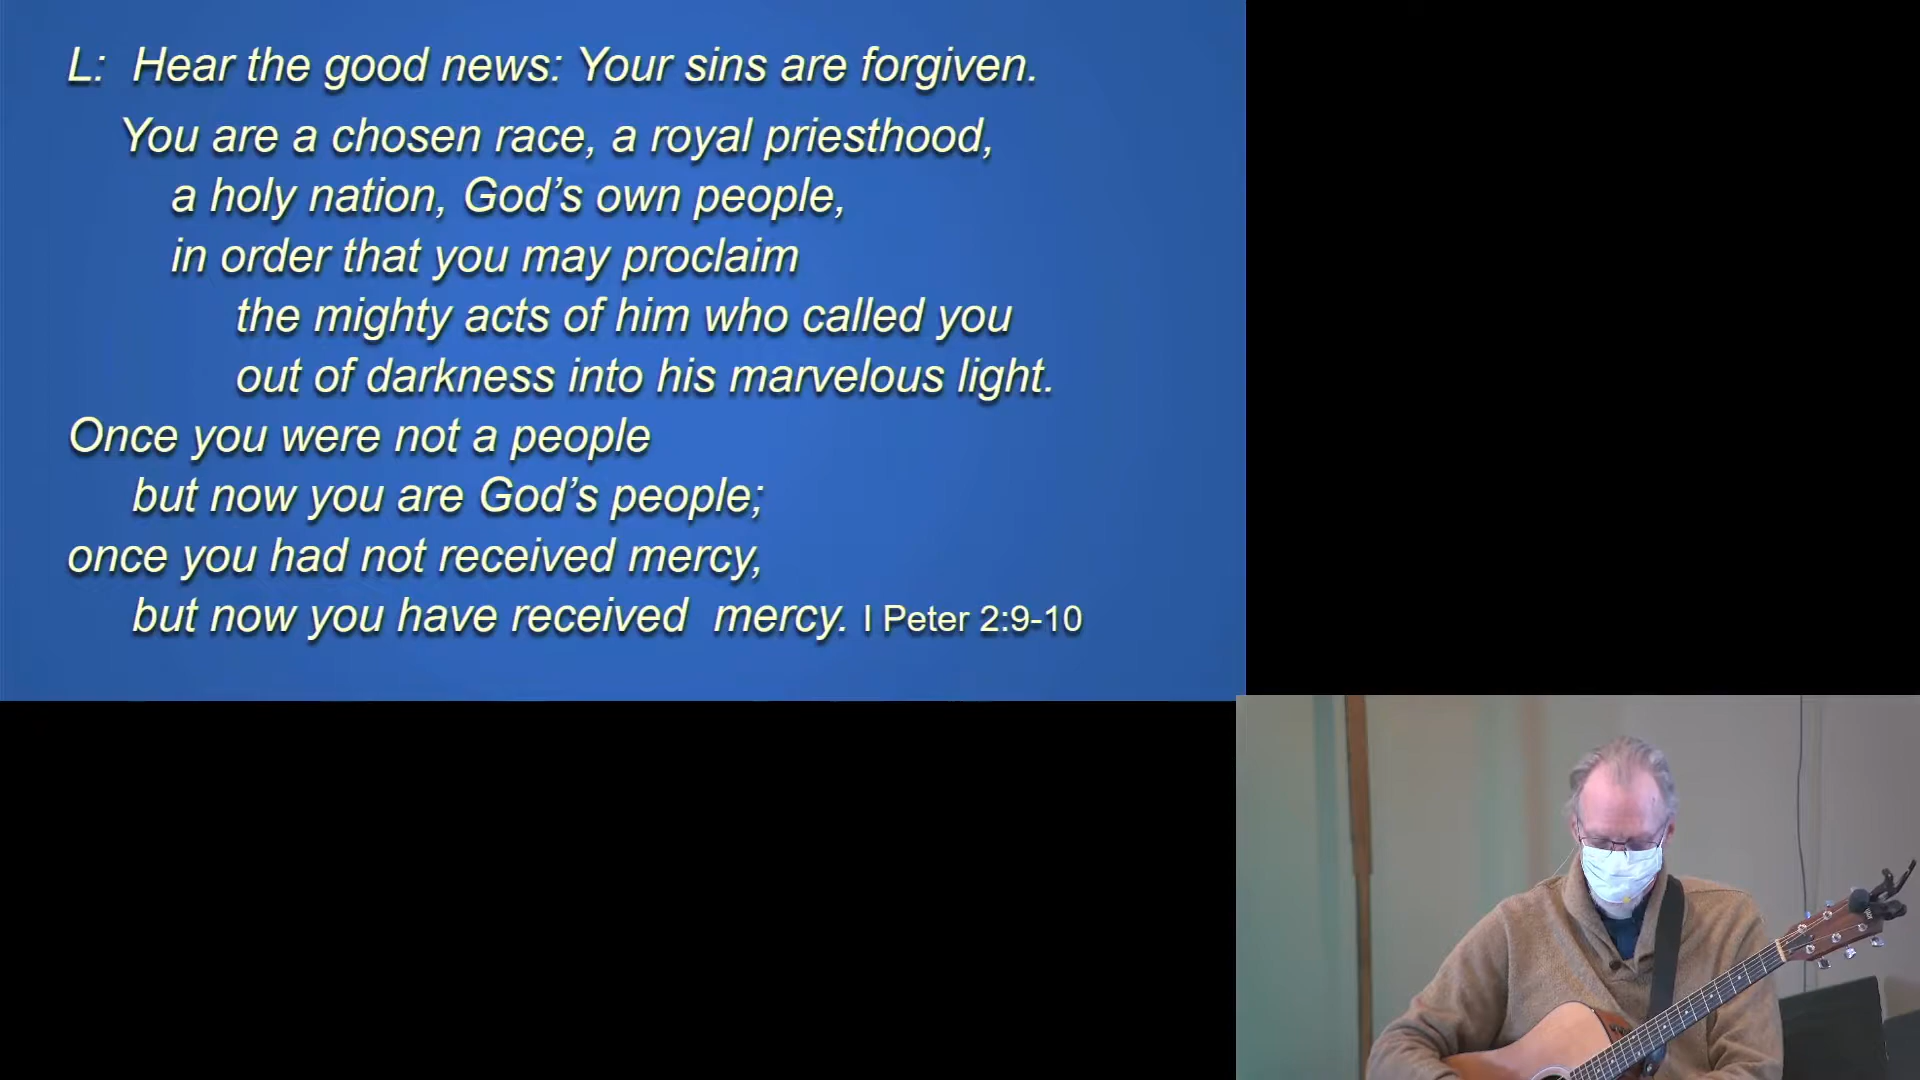 L: Hear the good news: Your sins are forgiven.
You are a chosen race, a royal priesthood,
a holy nation, God’s own people,
in order that you may proclaim
the mighty acts of him who called you
out of darkness into his marvelous light.
Once you were not a people
but now you are God’s people;
once you had not received mercy,
but now you have received mercy. I Peter 2:9-10